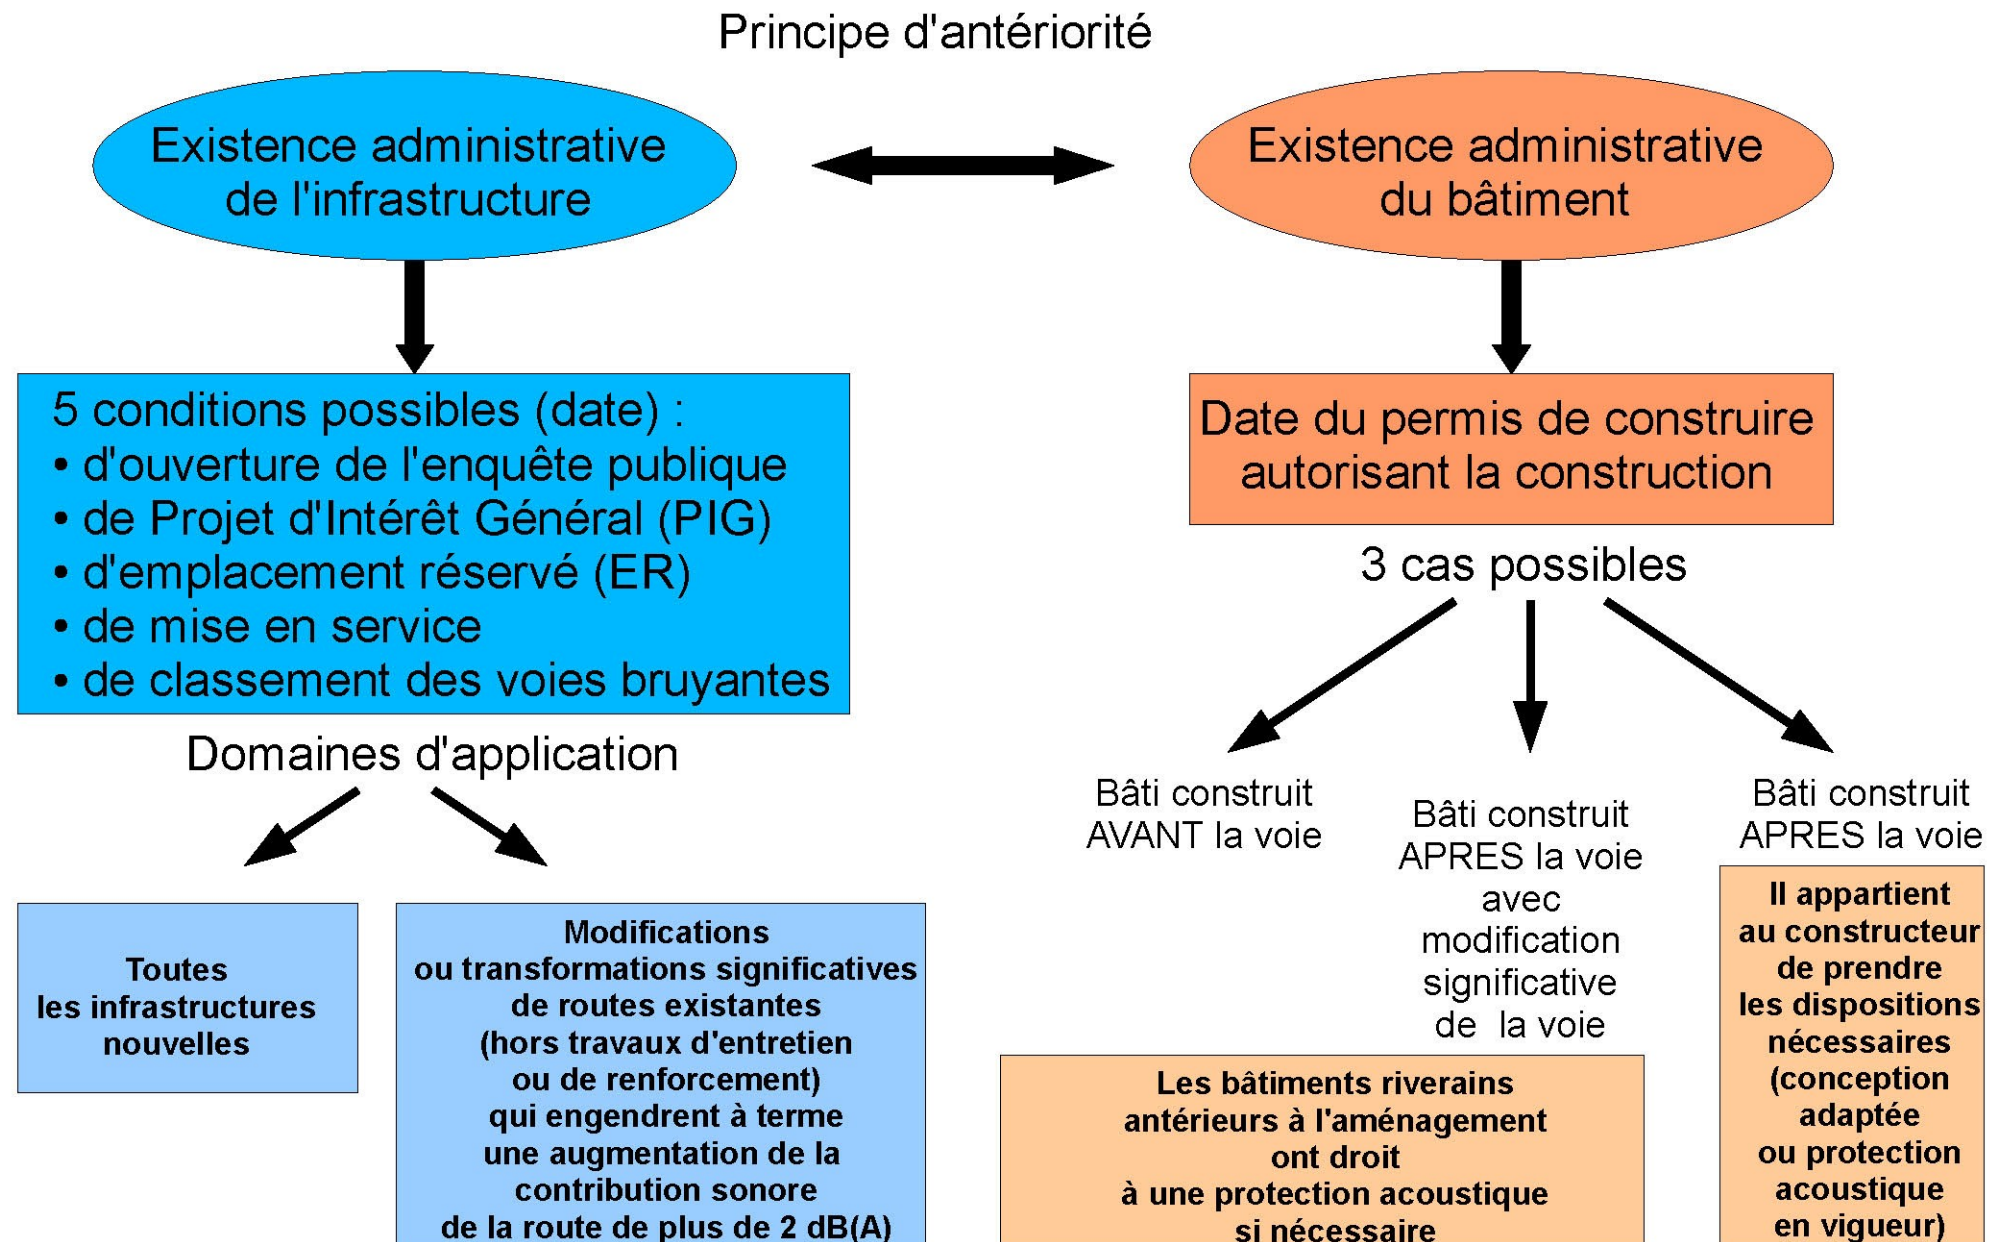 Principe d'antériorité
Existence administrative
de l'infrastructure
Existence administrative
du bâtiment
5 conditions possibles (date) :
• d'ouverture de l'enquête publique
• de Projet d'Intérêt Général (PIG)
• d'emplacement réservé (ER)
• de mise en service
• de classement des voies bruyantes
Date du permis de construire
autorisant la construction
3 cas possibles
Domaines d'application
Toutes
les infrastructures
nouvelles
Modifications
ou transformations significatives
de routes existantes
(hors travaux d'entretien
ou de renforcement)
qui engendrent à terme
une augmentation de la
contribution sonore
de la route de plus de 2 dB(A)
Bâti construit
AVANT la voie
Bâti construit
APRES la voie
avec
modification
significative
de la voie
Les bâtiments riverains
antérieurs à l'aménagement
ont droit
à une protection acoustique
si nécessaire
Bâti construit
APRES la voie
Il appartient
au constructeur
de prendre
les dispositions
nécessaires
(conception
adaptée
ou protection
acoustique
en vigueur)